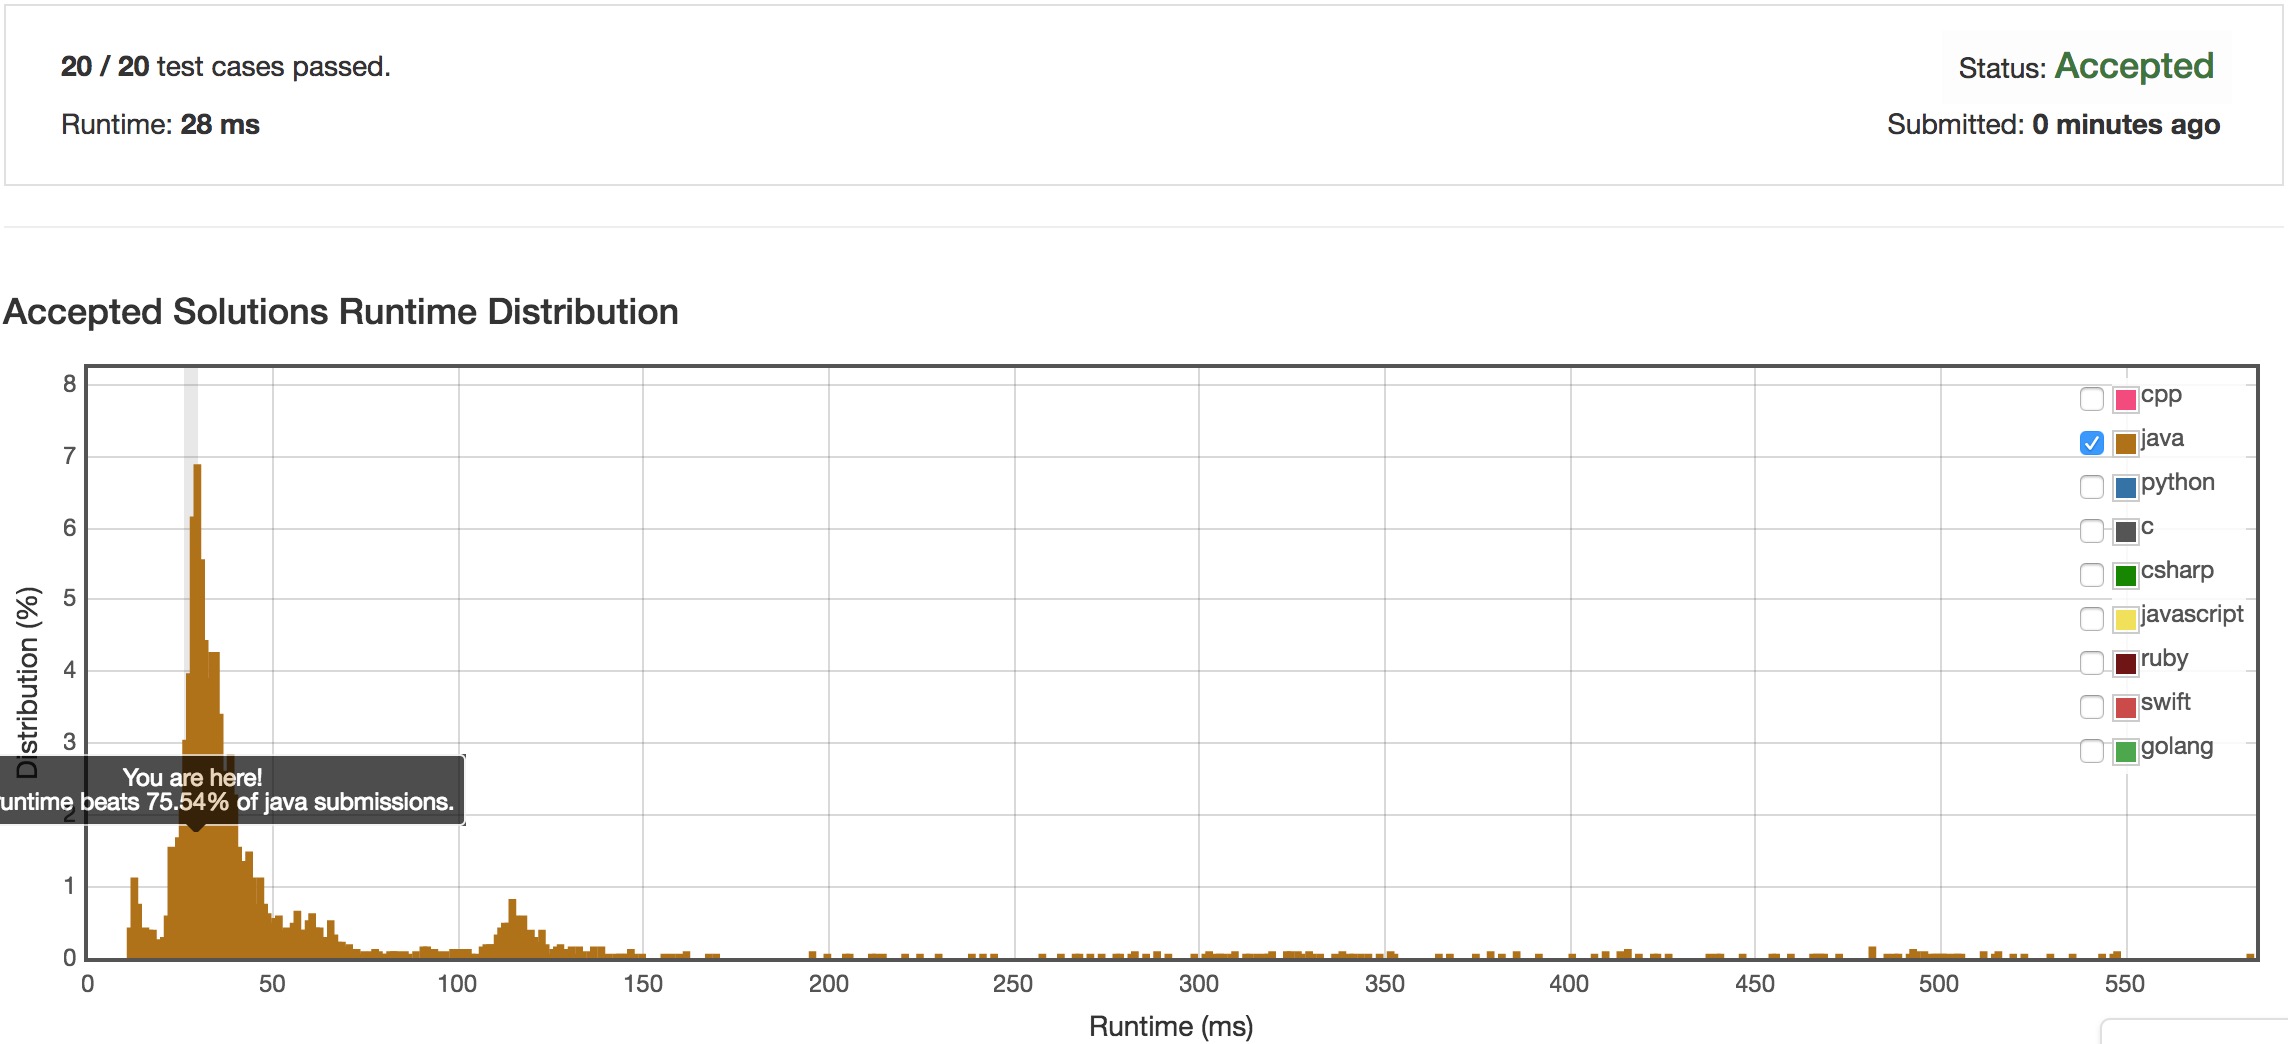 20 / 20 test cases passed.
Status: Accepted
Runtime: 28 ms
Submitted: 0 minutes ago
Accepted Solutions Runtime Distribution
8
7
6
5
4
3
2
1
0
Distribution (%)
You are here!
beats 75.54% of java submissions.
cpp
java
python
c
csharp
javascript
ruby
swift
golang
0 50 100 150 200 250 300 350 400 450 500 550
Runtime (ms)